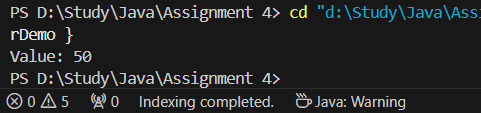 PS D:\Study\Java\Assignment 4> cd "d:\Study\Java\Assi
rDemo }
Value: 50
PS D:\Study\Java\Assignment 4>
0 5 0 Indexing completed. Java: Warning